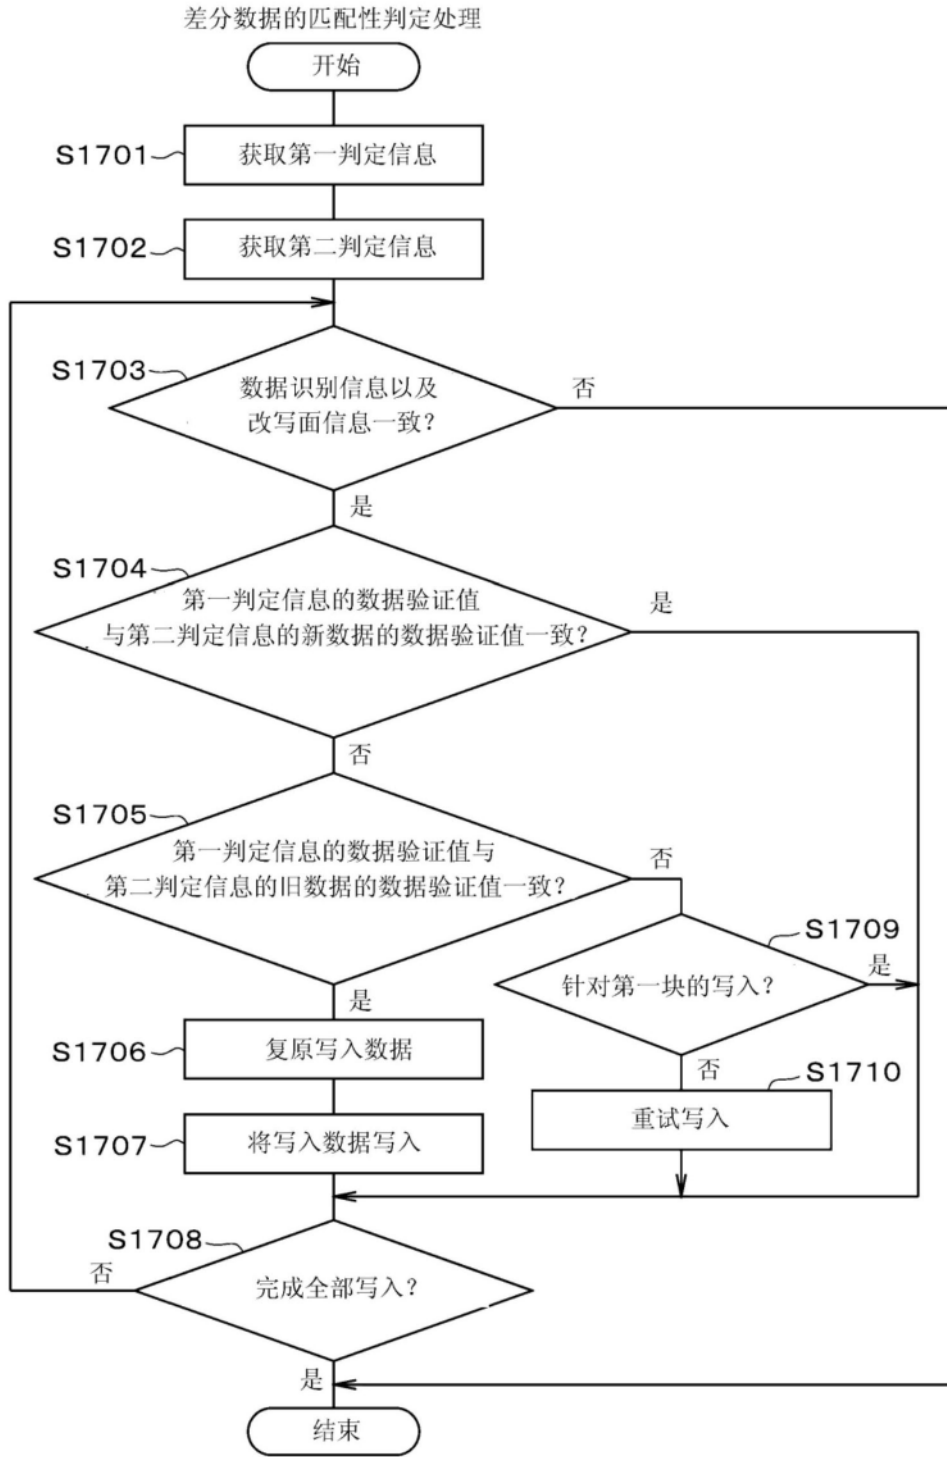 差分数据的匹配性判定处理
开始
S1701
获取第一判定信息
S1702
获取第二判定信息
S1703
数据识别信息以及
改写面信息一致?
否
是
S1704
第一判定信息的数据验证值
与第二判定信息的新数据的数据验证值一致?
是
否
S1705
第一判定信息的数据验证值与
第二判定信息的旧数据的数据验证值一致?
否
S1709
针对第一块的写入?
是
是
S1706
复原写入数据
否
S1710
重试写入
S1707
将写入数据写入
S1708
否
完成全部写入?
是
结束